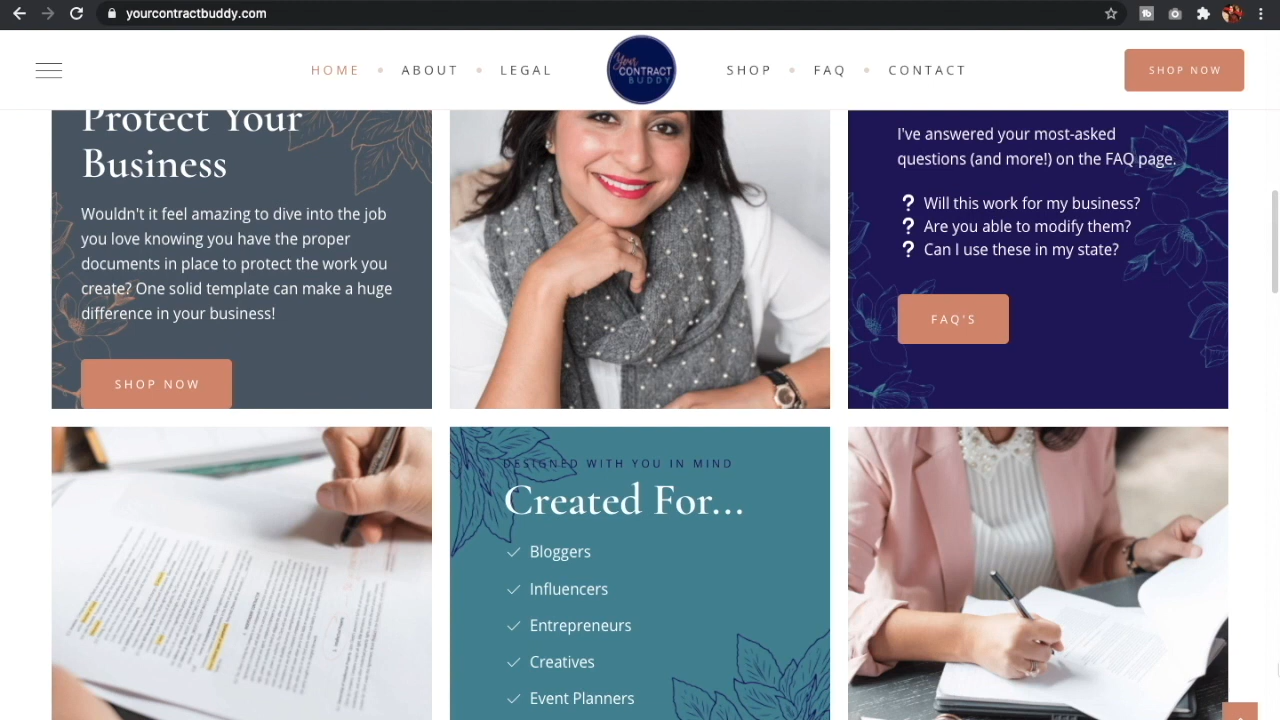 yourcontractbuddy.com
HOME
ABOUT
LEGAL
Your
CONTRACT
BUDDY
SHOP
FAQ
CONTACT
SHOP NOW
Protect Your
Business
Wouldn't it feel amazing to dive into the job
you love knowing you have the proper
documents in place to protect the work you
create? One solid template can make a huge
difference in your business!
SHOP NOW
I've answered your most-asked
questions (and more!) on the FAQ page.
? Will this work for my business?
? Are you able to modify them?
? Can I use these in my state?
FAQ'S
DESIGNED WITH YOU IN MIND
Created For...
Bloggers
Influencers
Entrepreneurs
Creatives
Event Planners